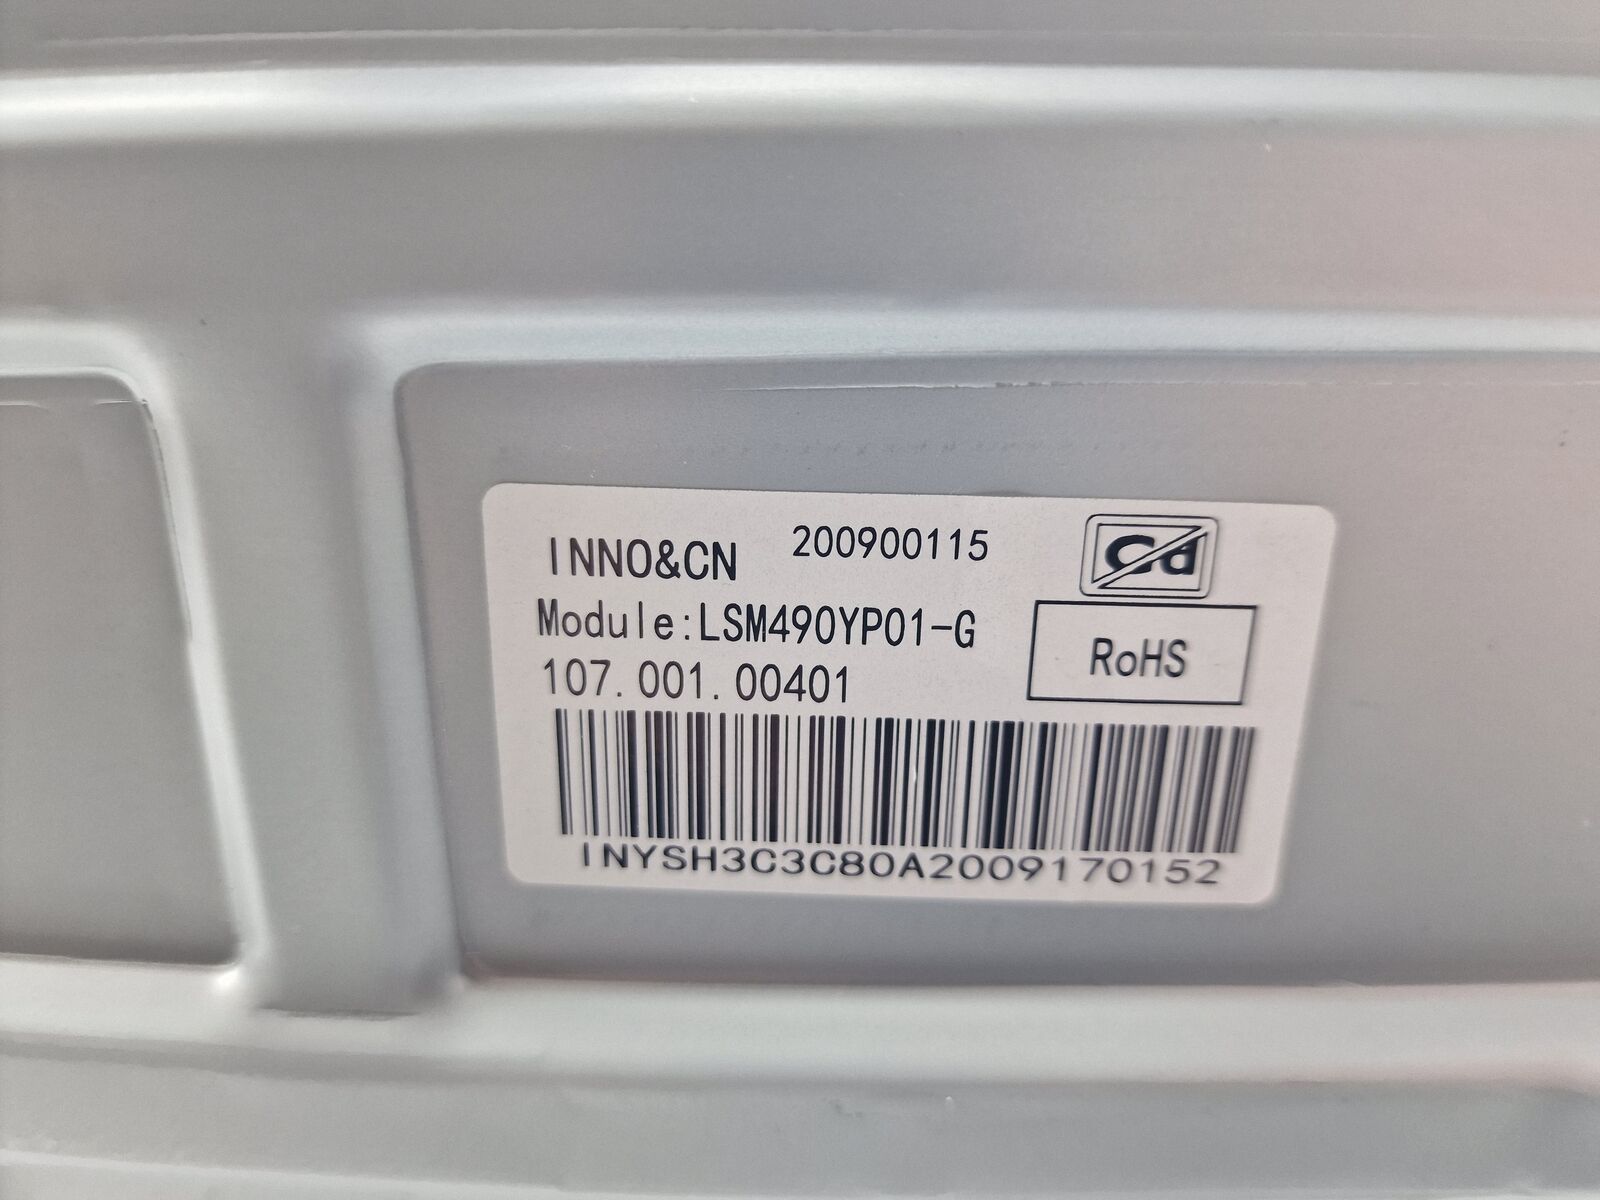 INNO&CN 200900115
Cd
Module:LSM490YP01-G
RoHS
107.001.00401
INYSH3C3C80A2009170152